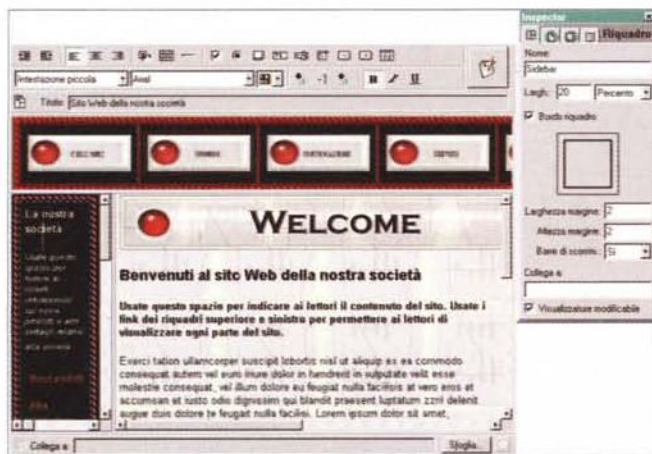 Intestazione piccola
Arial
Titolo: Sito Web della nostra società
WELCOME
La nostra
società
Usate questo
spazio per
Benvenuti al sito Web della nostra società
Usate questo spazio per indicare ai lettori il contenuto del sito. Usate i
link dei riquadri superiore e sinistro per permettere ai lettori di
visualizzare ogni parte del sito.
Exerci tation ullamcorper suscipit lobortis nisl ut aliquip ex ea commodo
consequat autem vel eum iriure dolor in hendrerit in vulputate velit esse
molestie consequat, vel illum dolore eu feugiat nulla facilisis at vero eros et
accumsan et iusto odio dignissim qui blandit praesent luptatum zzril delenit
augue duis dolore te feugait nulla facilisi. Lorem ipsum dolor sit amet,
Collega a:
Sfoglia...
Inspector
Riquadro
Nome:
Sidebar
Largh.: 20 Percento
Bordo riquadro
Larghezza margine: 2
Altezza margine: 2
Barre di scorrim.: Sì
Collega a:
Visualizzatore modificabile